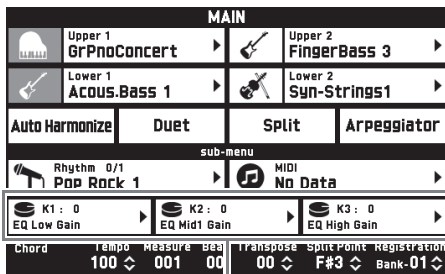 MAIN
Upper 1
GrPnoConcert
Upper 2
FingerBass 3
Lower 1
Acous.Bass 1
Lower 2
Syn-Strings1
Auto Harmonize Duet Split Arpeggiator
sub-menu
Rhythm 0/1
Pop Rock 1
MIDI
No Data
K1 : 0
EQ Low Gain
K2 : 0
EQ Mid1 Gain
K3 : 0
EQ High Gain
Chord Tempo Measure Bea Transpose Split Point Registration
100 001 00 00 F#3 Bank-01